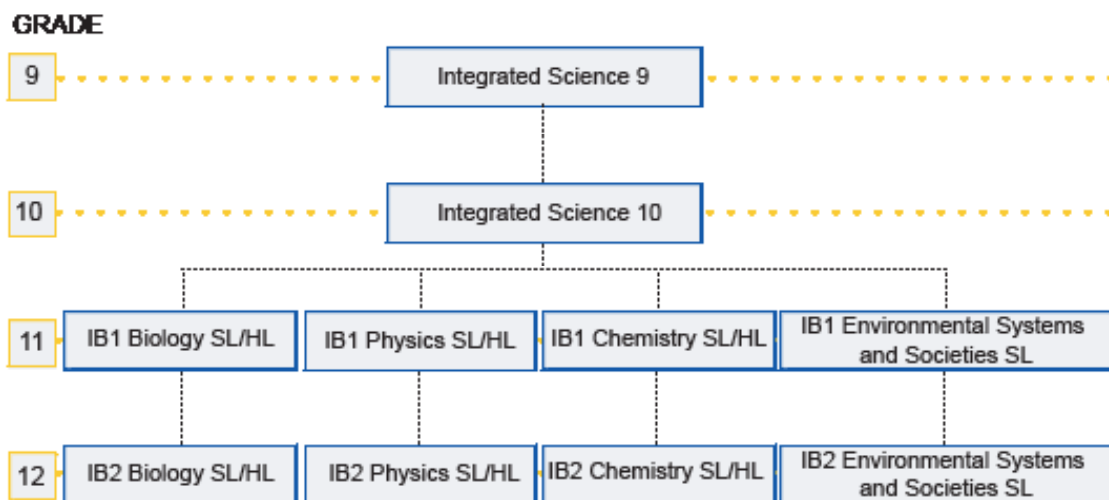 GRADE
9
Integrated Science 9
10
Integrated Science 10
11
IB1 Biology SL/HL
IB1 Physics SL/HL
IB1 Chemistry SL/HL
IB1 Environmental Systems
and Societies SL
12
IB2 Biology SL/HL
IB2 Physics SL/HL
IB2 Chemistry SL/HL
IB2 Environmental Systems
and Societies SL